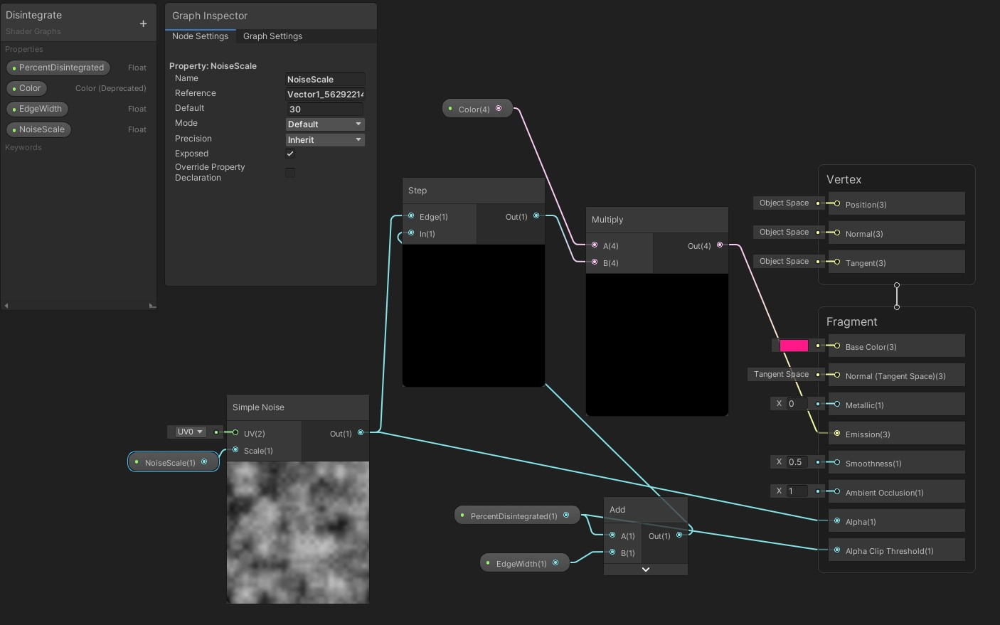 Disintegrate
+
Shader Graphs
Properties
PercentDisintegrated Float
Color Color (Deprecated)
EdgeWidth Float
NoiseScale Float
Keywords
Graph Inspector
Node Settings Graph Settings
Property: NoiseScale
Name NoiseScale
Reference Vector1_56292214
Default 30
Mode Default
Precision Inherit
Exposed
Override Property
Declaration
Color(4)
Step
Edge(1) Out(1)
In(1)
Multiply
A(4) Out(4)
B(4)
Vertex
Object Space Position(3)
Object Space Normal(3)
Object Space Tangent(3)
Fragment
Base Color(3)
Tangent Space Normal (Tangent Space)(3)
X 0 Metallic(1)
Emission(3)
X 0.5 Smoothness(1)
X 1 Ambient Occlusion(1)
Alpha(1)
Alpha Clip Threshold(1)
Simple Noise
UV0 UV(2) Out(1)
NoiseScale(1) Scale(1)
PercentDisintegrated(1)
EdgeWidth(1)
Add
A(1) Out(1)
B(1)